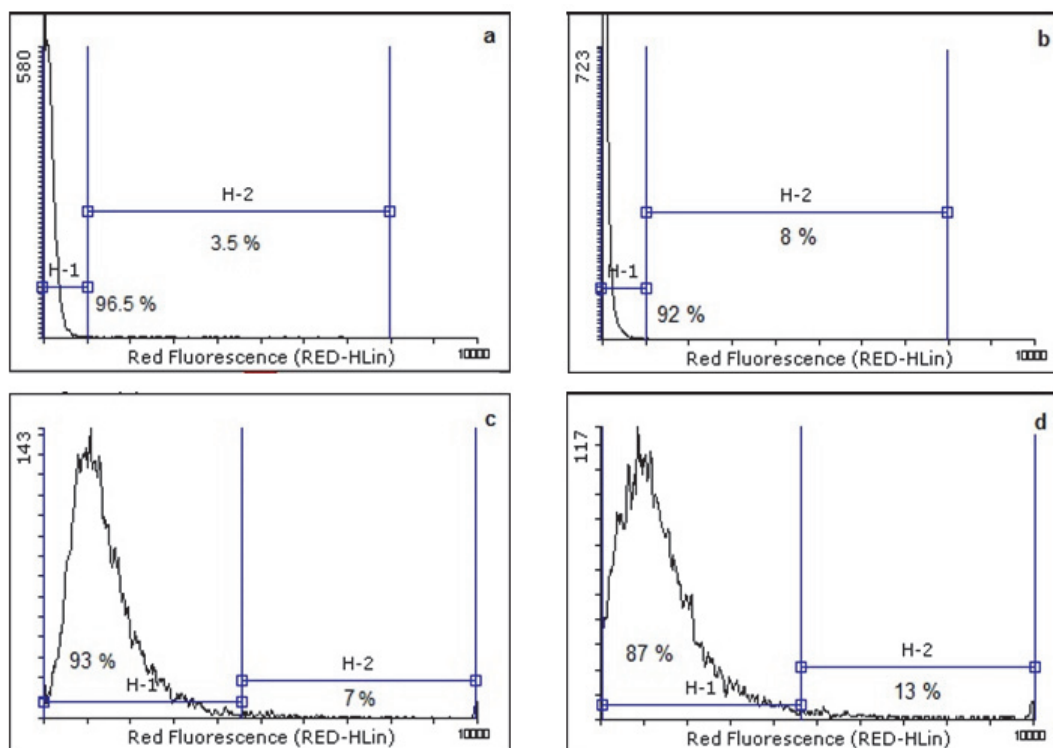 a
580
H-2
3.5 %
H-1
96.5 %
Red Fluorescence (RED-HLin)
10000
b
723
H-2
8 %
H-1
92 %
Red Fluorescence (RED-HLin)
10000
c
143
93 %
H-2
H-1
7 %
Red Fluorescence (RED-HLin)
10000
d
117
87 %
H-2
H-1
13 %
Red Fluorescence (RED-HLin)
10000